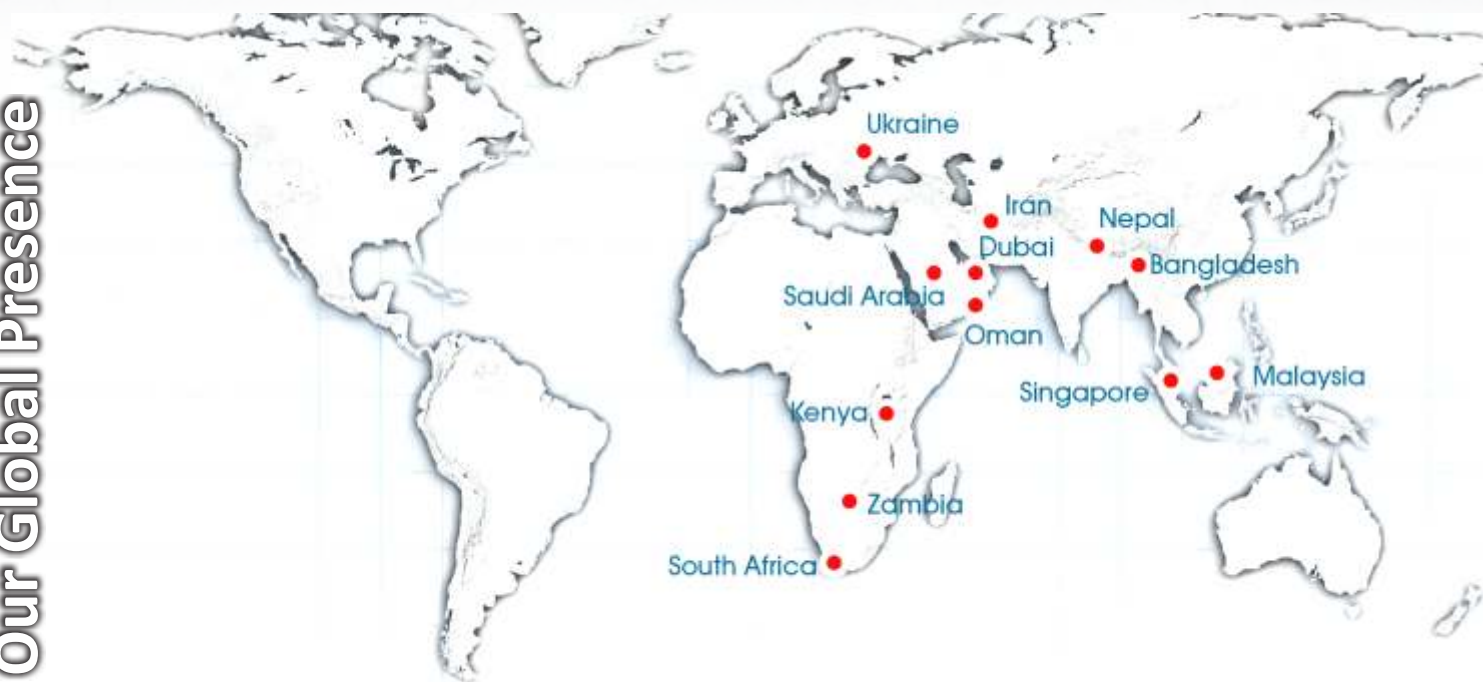 Our Global Presence
Ukraine
Iran
Nepal
Dubai
Bangladesh
Saudi Arabia
Oman
Singapore
Malaysia
Kenya
Zambia
South Africa